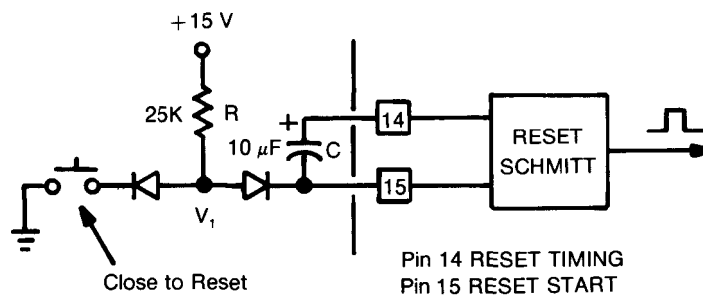 +15 V
25K
R
+
10 μF
C
14
15
RESET
SCHMITT
V1
Close to Reset
Pin 14 RESET TIMING
Pin 15 RESET START